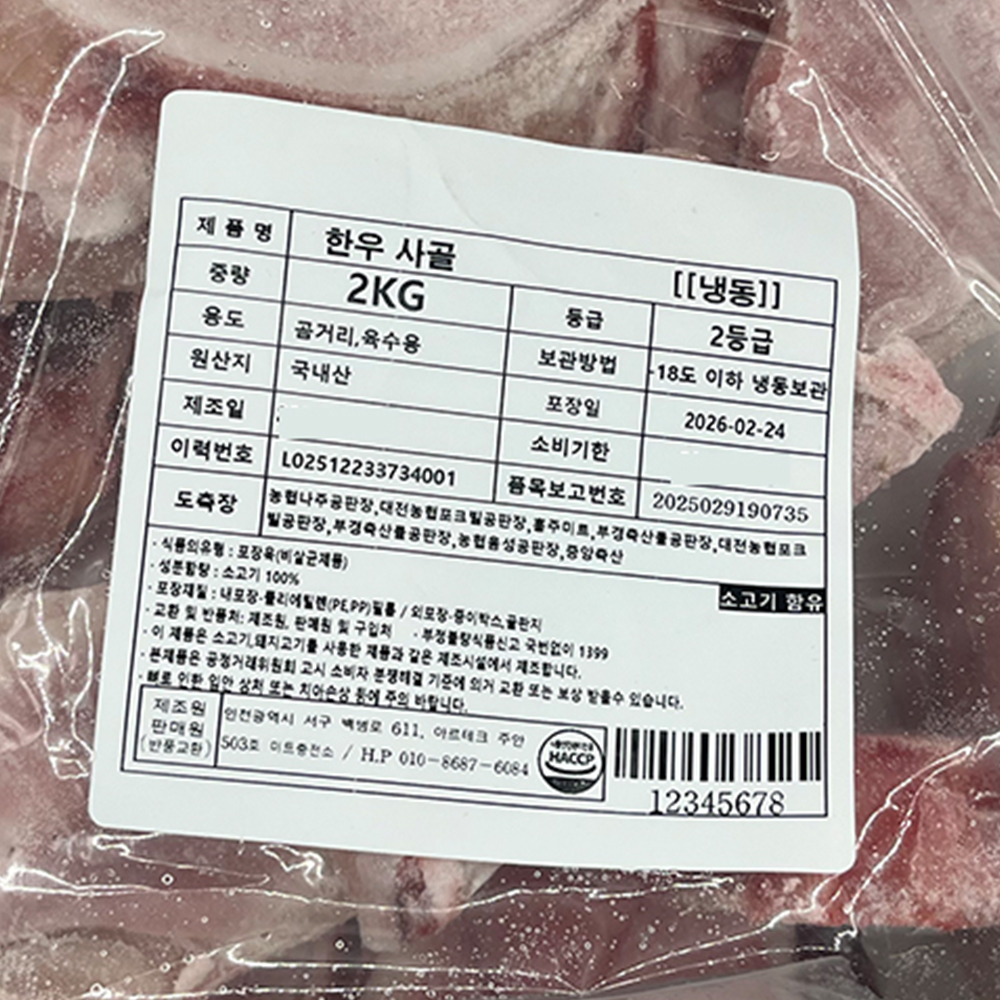 제 품 명 한우 사골 [[냉동]]
중량 2KG 등급 2등급
용도 곰거리,육수용 보관방법 -18도 이하 냉동보관
원산지 국내산 포장일 2026-02-24
제조일 소비기한
이력번호 L02512233734001 품목보고번호 2025029190735
도축장 농협나주공판장,대전농협포크빌공판장,홍주미트,부경축산물공판장,대전농협포크
빌공판장,부경축산물공판장,농협음성공판장,중앙축산
소고기 함유
· 식품의유형 : 포장육(비살균제품)
· 성분함량 : 소고기 100%
· 포장재질 : 내포장-폴리에틸렌(PE,PP)필름 / 외포장-종이박스,골판지
· 교환 및 반품처: 제조원, 판매원 및 구입처 · 부정불량식품신고 국번없이 1399
· 이 제품은 소고기,돼지고기를 사용한 제품과 같은 제조시설에서 제조합니다.
· 본제품은 공정거래위원회 고시 소비자 분쟁해결 기준에 의거 교환 또는 보상 받을수 있습니다.
· 뼈로 인한 입안 상처 또는 치아손상 등에 주의 바랍니다.
제조원
판매원
(반품교환)
인천광역시 서구 백범로 611, 아르테크 주안
503호 미트충전소 / H.P 010-8687-6084
HACCP
12345678